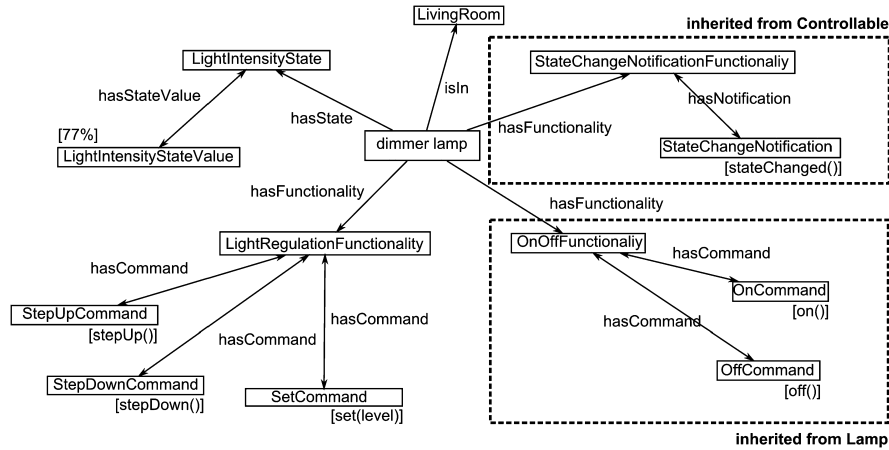 LivingRoom
inherited from Controllable
LightIntensityState
StateChangeNotificationFunctionaliy
isIn
hasStateValue
hasNotification
hasState
hasFunctionality
[77%]
dimmer lamp
StateChangeNotification
LightIntensityStateValue
[stateChanged()]
hasFunctionality
hasFunctionality
LightRegulationFunctionality
OnOffFunctionaliy
hasCommand
hasCommand
OnCommand
StepUpCommand
[on()]
hasCommand
hasCommand
[stepUp()]
hasCommand
OffCommand
StepDownCommand
[off()]
SetCommand
[stepDown()]
[set(level)]
inherited from Lamp